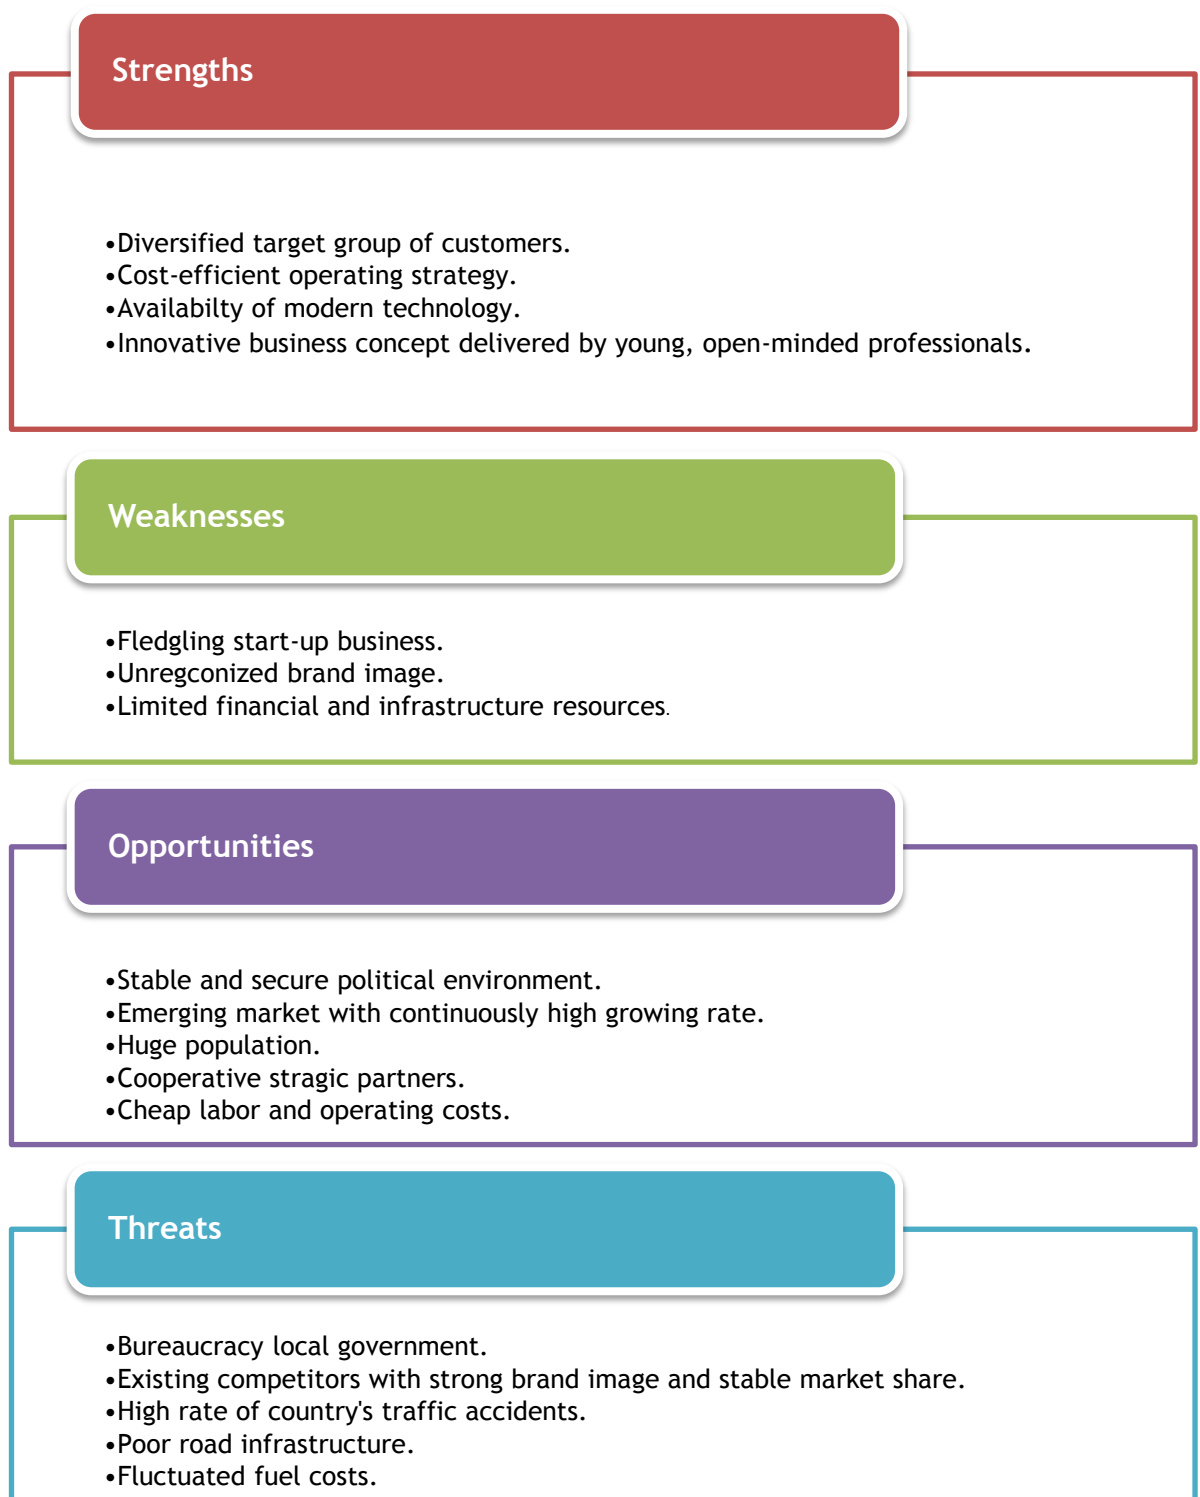 Strengths
•Diversified target group of customers.
•Cost-efficient operating strategy.
•Availabilty of modern technology.
•Innovative business concept delivered by young, open-minded professionals.
Weaknesses
•Fledgling start-up business.
•Unregconized brand image.
•Limited financial and infrastructure resources.
Opportunities
•Stable and secure political environment.
•Emerging market with continuously high growing rate.
•Huge population.
•Cooperative stragic partners.
•Cheap labor and operating costs.
Threats
•Bureaucracy local government.
•Existing competitors with strong brand image and stable market share.
•High rate of country's traffic accidents.
•Poor road infrastructure.
•Fluctuated fuel costs.